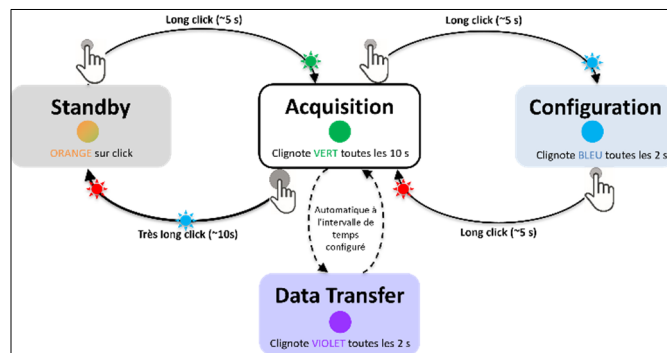 Long click (~5 s)
Long click (~5 s)
Standby
ORANGE sur click
Acquisition
Clignote VERT toutes les 10 s
Configuration
Clignote BLEU toutes les 2 s
Très long click (~10s)
Automatique à
l'intervalle de
temps
configuré
Long click (~5 s)
Data Transfer
Clignote VIOLET toutes les 2 s